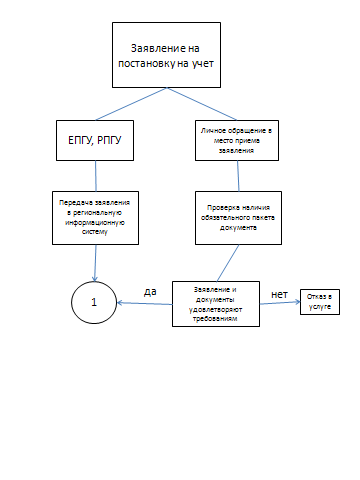 Заявление на
постановку на учет
ЕПГУ, РПГУ
Личное обращение в
место приема
заявления
Передача заявления
в региональную
информационную
систему
Проверка наличия
обязательного пакета
документа
1
да
Заявление и
документы
удовлетворяют
требованиям
нет
Отказ в
услуге